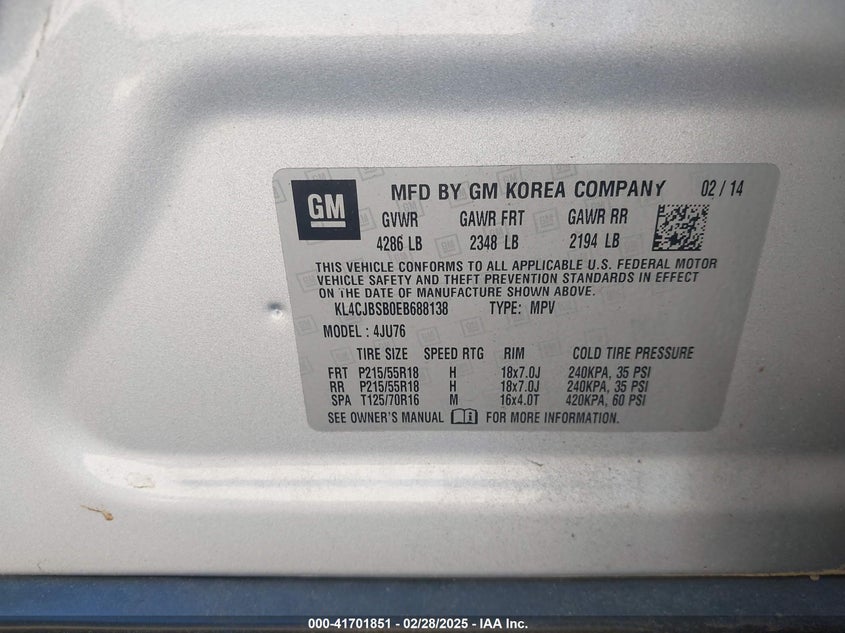 GM
MFD BY GM KOREA COMPANY 02/14
GVWR GAWR FRT GAWR RR
4286 LB 2348 LB 2194 LB
THIS VEHICLE CONFORMS TO ALL APPLICABLE U.S. FEDERAL MOTOR
VEHICLE SAFETY AND THEFT PREVENTION STANDARDS IN EFFECT
ON THE DATE OF MANUFACTURE SHOWN ABOVE.
KL4CJBSB0EB688138 TYPE: MPV
MODEL: 4JU76
TIRE SIZE SPEED RTG RIM COLD TIRE PRESSURE
FRT P215/55R18 H 18x7.0J 240KPA, 35 PSI
RR P215/55R18 H 18x7.0J 240KPA, 35 PSI
SPA T125/70R16 M 16x4.0T 420KPA, 60 PSI
SEE OWNER'S MANUAL FOR MORE INFORMATION.
000-41701851 - 02/28/2025 - IAA Inc.